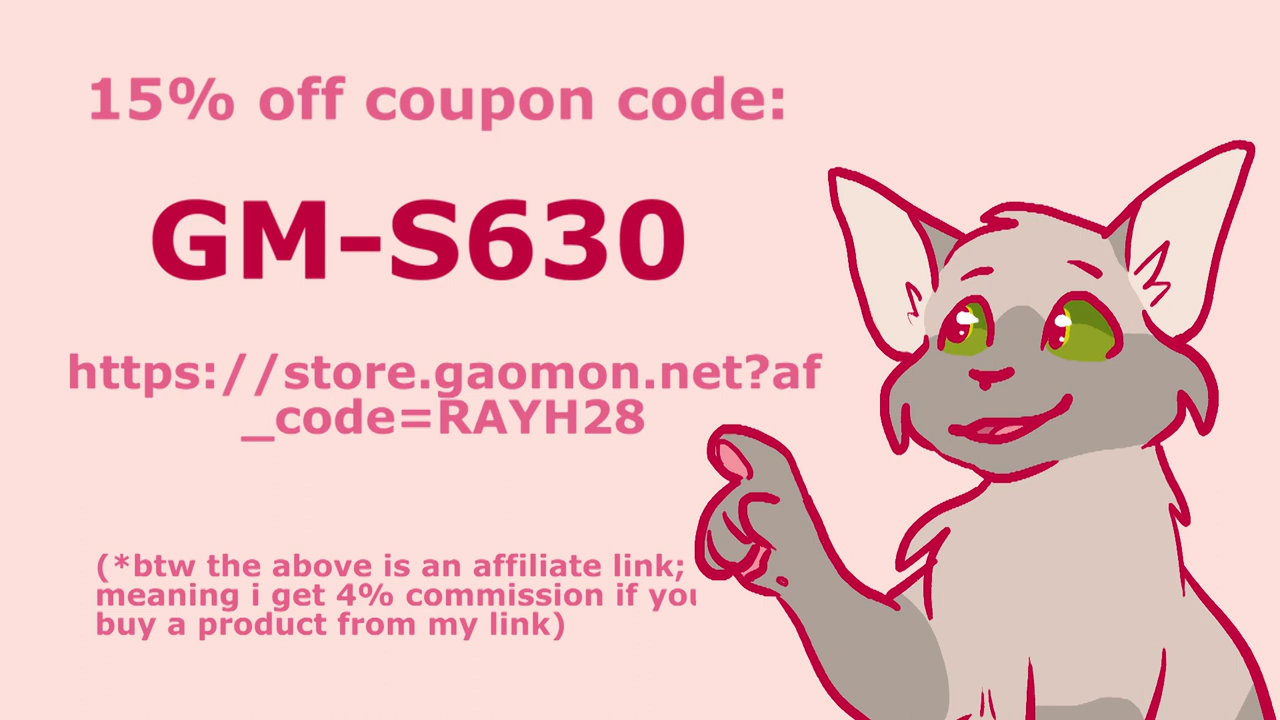 15% off coupon code:
GM-S630
https://store.gaomon.net?af
_code=RAYH28
(*btw the above is an affiliate link;
meaning i get 4% commission if you
buy a product from my link)